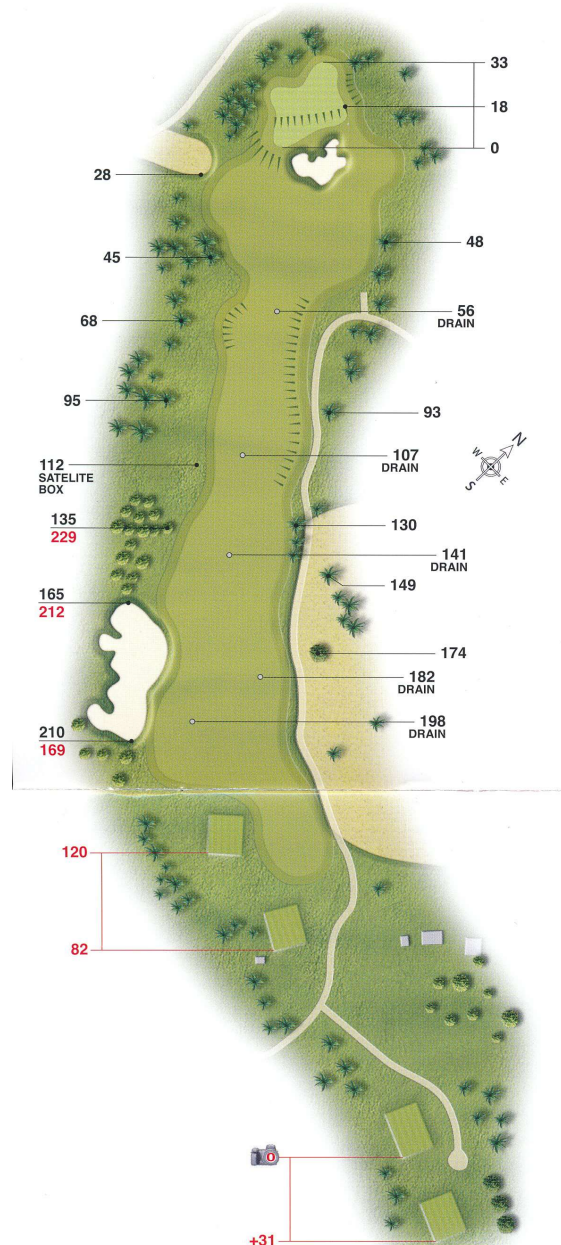 33
18
0
28
48
45
56
DRAIN
68
95
93
107
DRAIN
112
SATELITE
BOX
N
W
E
S
135
229
130
141
DRAIN
149
165
212
174
182
DRAIN
198
DRAIN
210
169
120
82
0
+31